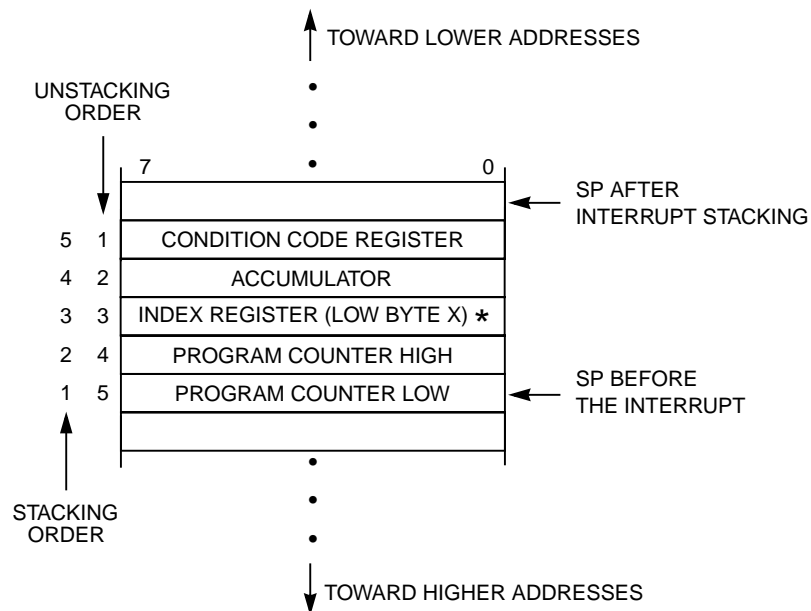 TOWARD LOWER ADDRESSES
UNSTACKING
ORDER
7 0
SP AFTER
INTERRUPT STACKING
5 1 CONDITION CODE REGISTER
4 2 ACCUMULATOR
3 3 INDEX REGISTER (LOW BYTE X) *
2 4 PROGRAM COUNTER HIGH
1 5 PROGRAM COUNTER LOW
SP BEFORE
THE INTERRUPT
STACKING
ORDER
TOWARD HIGHER ADDRESSES